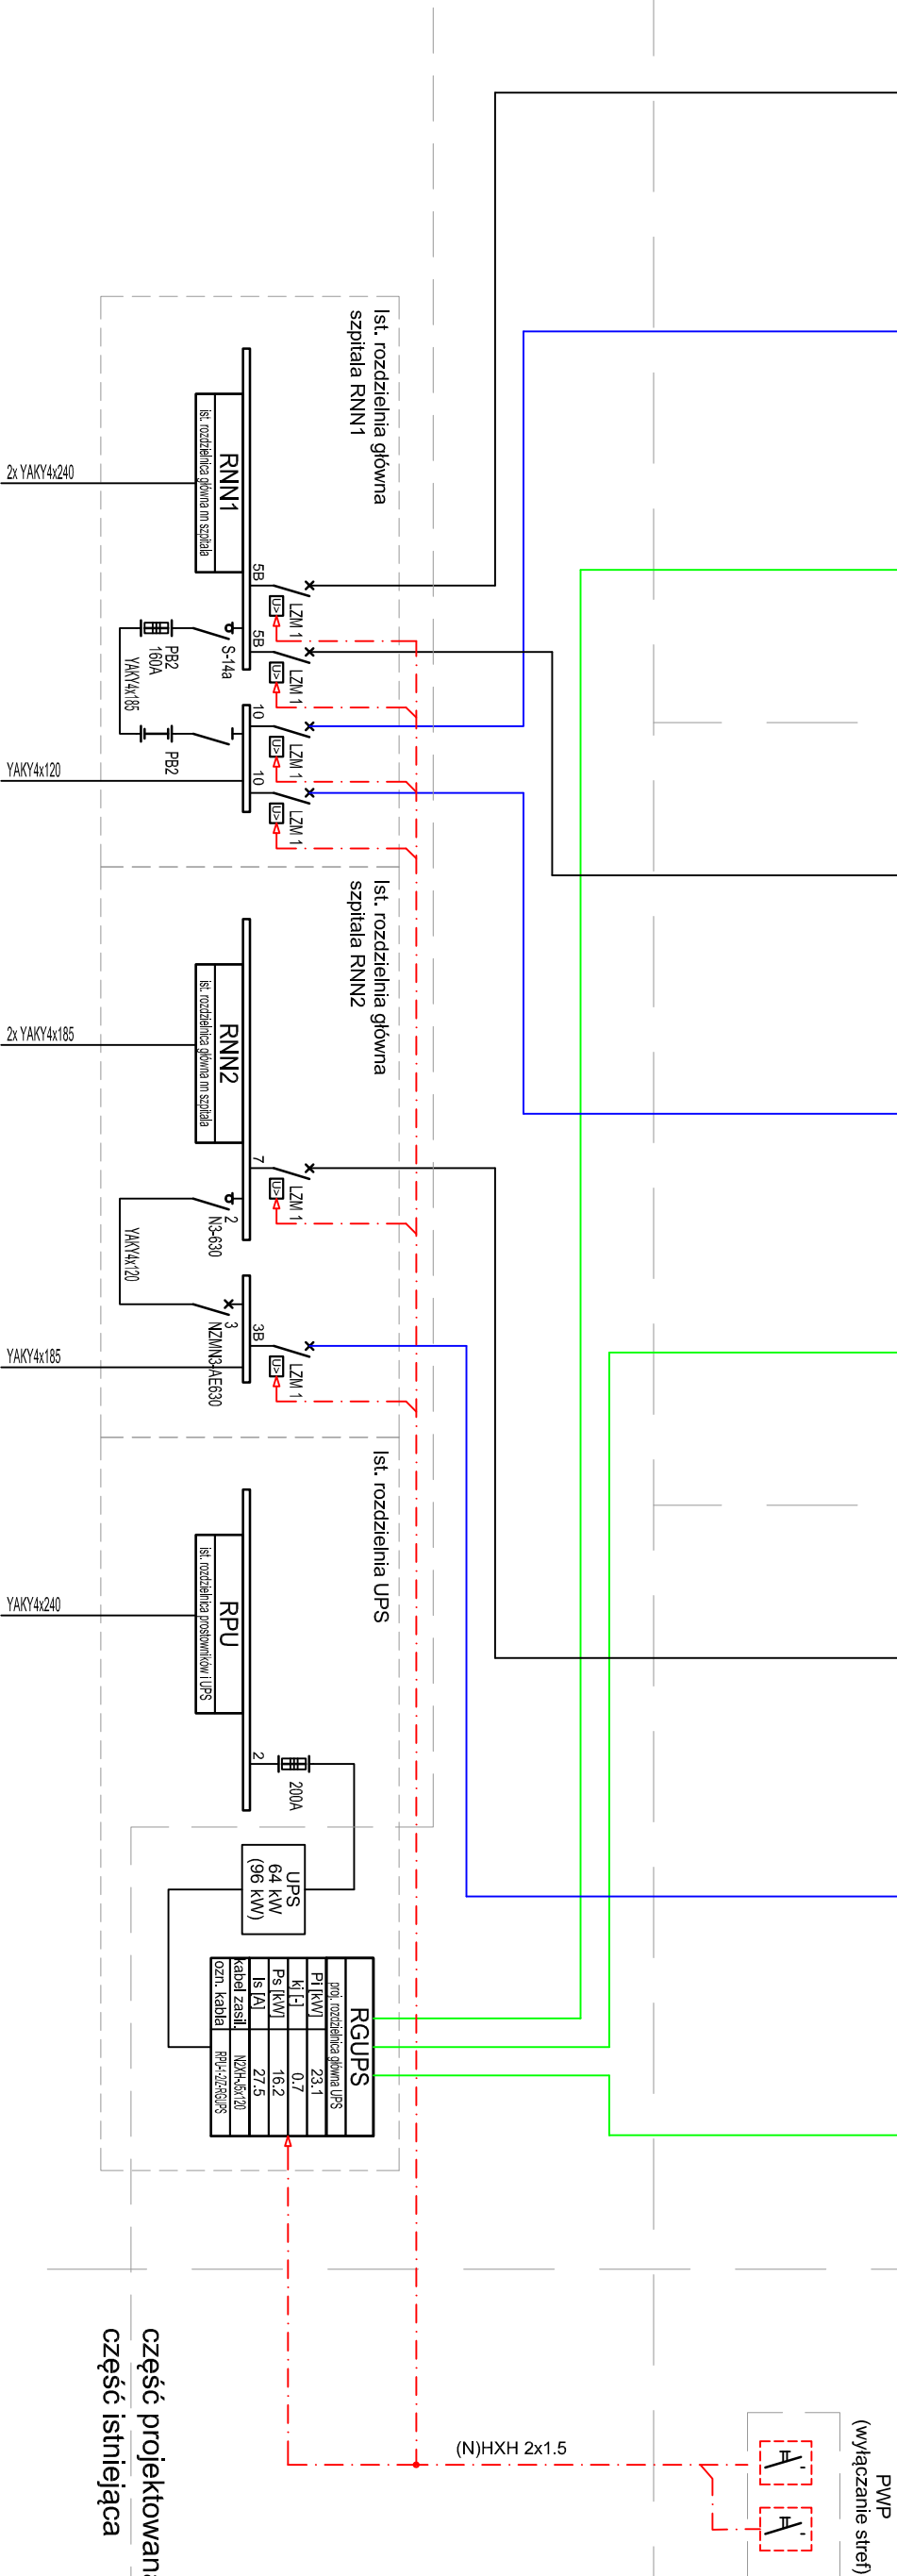 Ist. rozdzielnia główna
szpitala RNN1
RNN1
ist. rozdzielnica główna nn szpitala
2x YAKY4x240
5B
LZM 1
U>
S-14a
PB2
160A
5B
LZM 1
U>
YAKY4x185
10
LZM 1
U>
PB2
YAKY4x120
10
LZM 1
U>
Ist. rozdzielnia główna
szpitala RNN2
RNN2
ist. rozdzielnica główna nn szpitala
2x YAKY4x185
7
LZM 1
U>
2
N3-630
YAKY4x120
3
NZMN3-AE630
3B
LZM 1
U>
YAKY4x185
Ist. rozdzielnia UPS
RPU
ist. rozdzielnica prostowników i UPS
YAKY4x240
2
200A
UPS
64 kW
(96 kW)
RGUPS
proj. rozdzielnica główna UPS
Pi [kW] 23.1
kj [-] 0.7
Ps [kW] 16.2
Is [A] 27.5
kabel zasil. N2XH-J5x120
ozn. kabla RPU-1-2/Z-RGUPS
część projektowana
część istniejąca
(N)HXH 2x1.5
PWP
(wyłączanie stref)